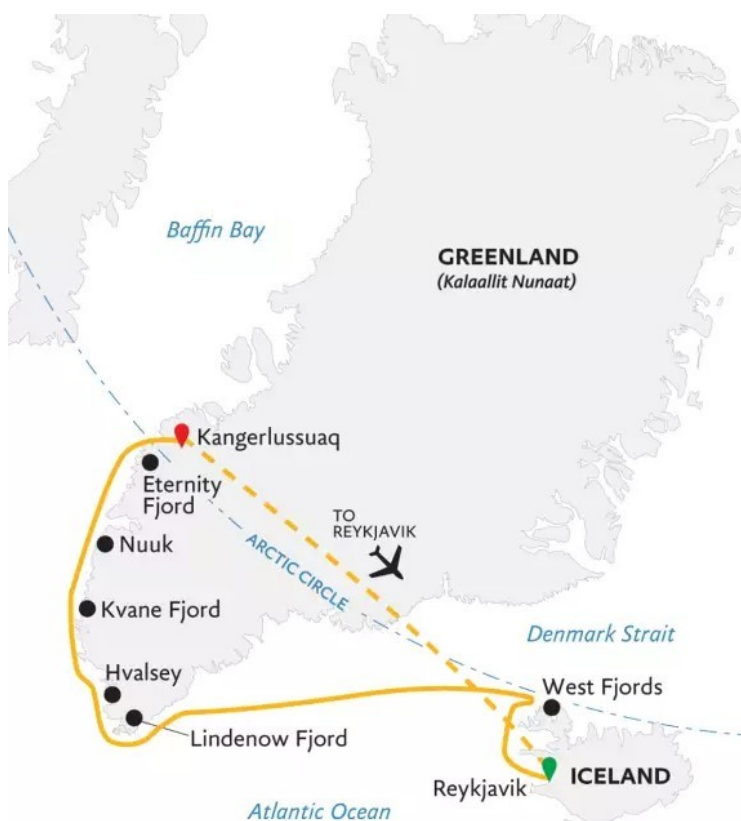 Baffin Bay
GREENLAND
(Kalaallit Nunaat)
Kangerlussuaq
Eternity
Fjord
TO
REYKJAVIK
Nuuk
ARCTIC CIRCLE
Kvane Fjord
Denmark Strait
Hvalsey
West Fjords
Lindenow Fjord
Reykjavik
ICELAND
Atlantic Ocean